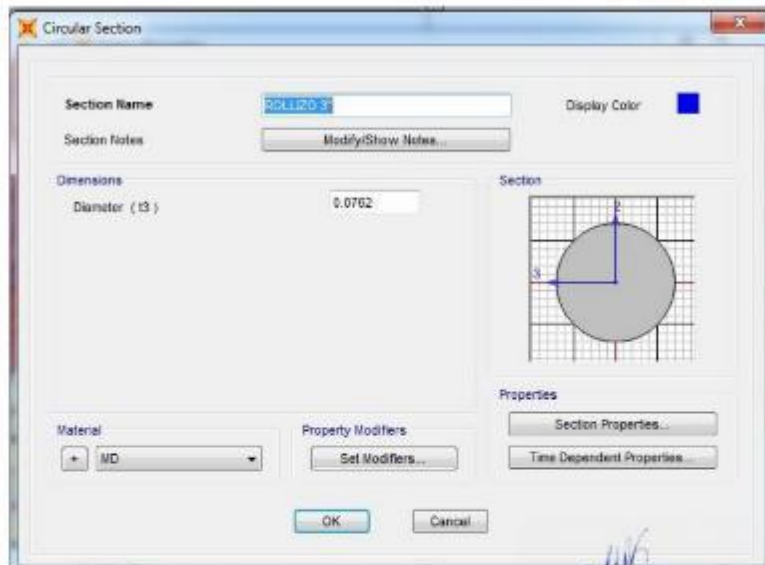 Circular Section
Section Name
ROLLIZO 3"
Display Color
Section Notes
Modify/Show Notes...
Dimensions
Diameter ( t3 )
0.0762
Section
2
3
Properties
Section Properties...
Time Dependent Properties...
Material
+
MD
Property Modifiers
Set Modifiers...
OK
Cancel